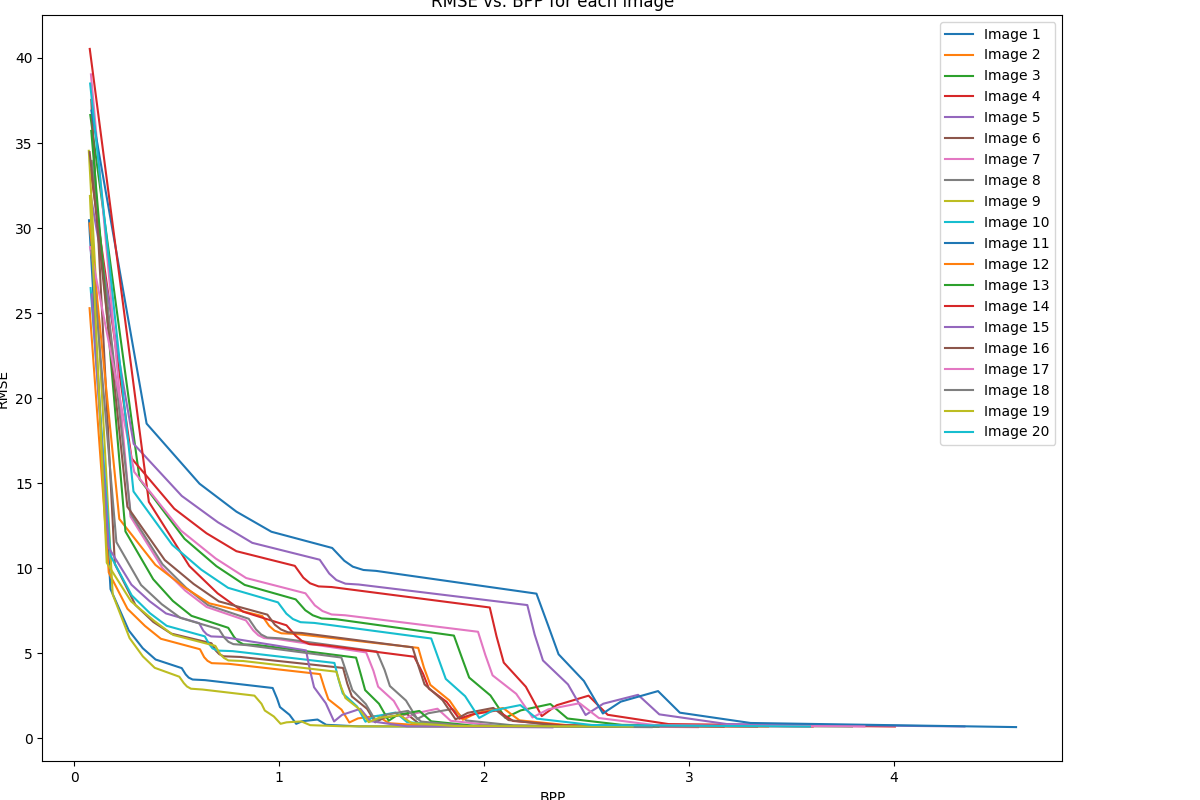 RMSE vs. BPP for each image
40
35
30
25
20
15
10
5
0
RMSE
0
1
2
3
4
BPP
Image 1
Image 2
Image 3
Image 4
Image 5
Image 6
Image 7
Image 8
Image 9
Image 10
Image 11
Image 12
Image 13
Image 14
Image 15
Image 16
Image 17
Image 18
Image 19
Image 20